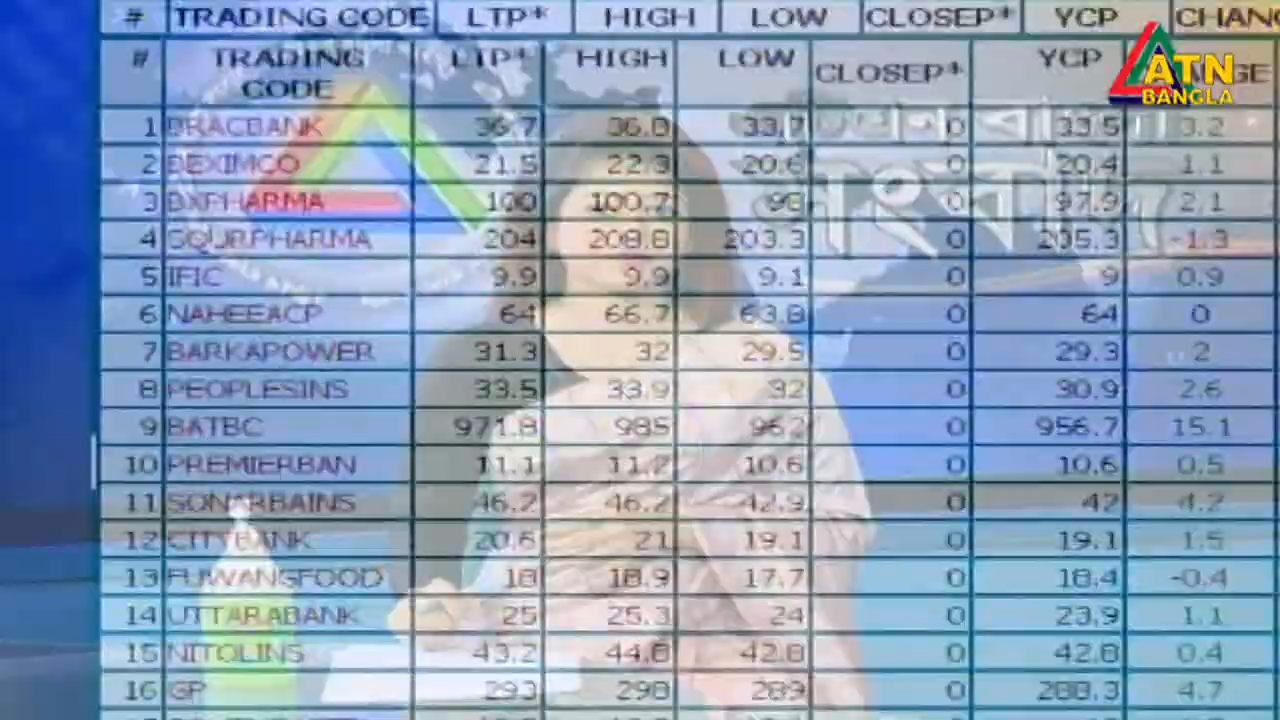 # TRADING CODE LTP* HIGH LOW CLOSEP* YCP CHANG
# TRADING CODE LTP* HIGH LOW CLOSEP* YCP
ATN
BANGLA
1 BRACBANK 36.7 36.8 33.7 0 33.5 3.2
2 BEXIMCO 21.5 22.3 20.6 0 20.4 1.1
3 BXPHARMA 100 100.7 98 0 97.9 2.1
4 SQURPHARMA 204 208.8 203.3 0 205.3 -1.3
5 IFIC 9.9 9.9 9.1 0 9 0.9
6 NAHEEACP 64 66.7 63.8 0 64 0
7 BARKAPOWER 31.3 32 29.5 0 29.3 2
8 PEOPLESINS 33.5 33.9 32 0 30.9 2.6
9 BATBC 971.8 985 962 0 956.7 15.1
10 PREMIERBAN 11.1 11.2 10.6 0 10.6 0.5
11 SONARBAINS 46.2 46.2 42.9 0 42 4.2
12 CITYBANK 20.6 21 19.1 0 19.1 1.5
13 FUWANGFOOD 18 18.9 17.7 0 18.4 -0.4
14 UTTARABANK 25 25.3 24 0 23.9 1.1
15 NITOLINS 43.2 44.8 42.8 0 42.8 0.4
16 GP 293 298 289 0 288.3 4.7